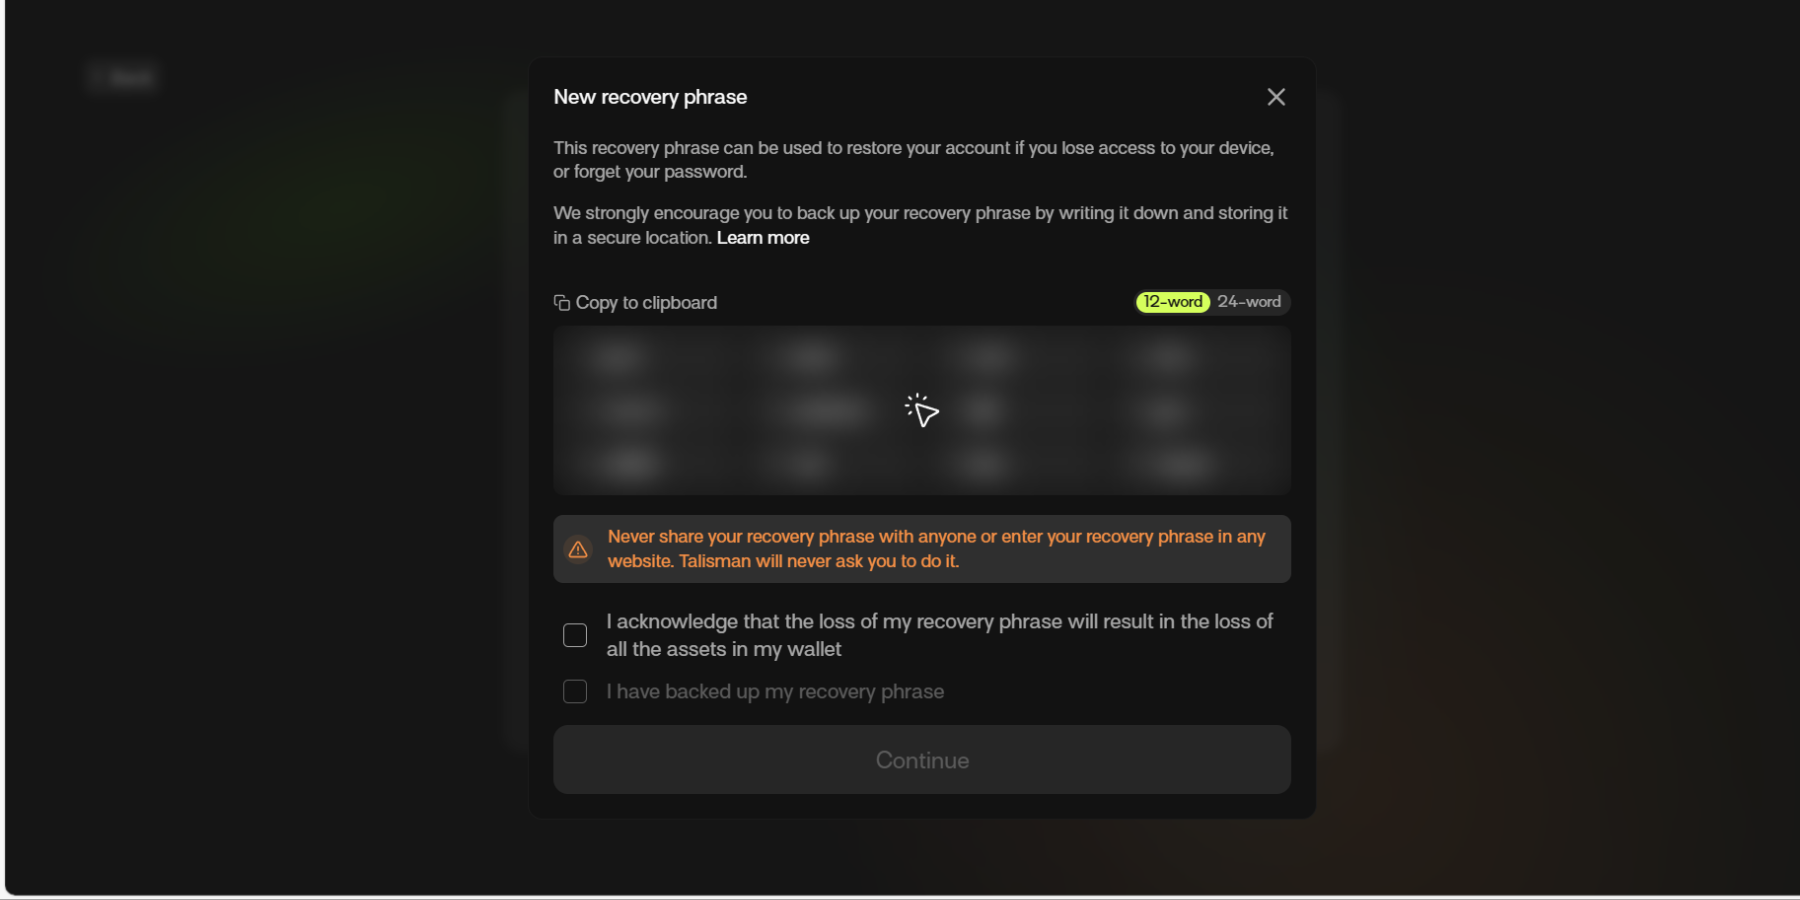 New recovery phrase
This recovery phrase can be used to restore your account if you lose access to your device,
or forget your password.
We strongly encourage you to back up your recovery phrase by writing it down and storing it
in a secure location. Learn more
Copy to clipboard 12-word 24-word
Never share your recovery phrase with anyone or enter your recovery phrase in any
website. Talisman will never ask you to do it.
I acknowledge that the loss of my recovery phrase will result in the loss of
all the assets in my wallet
I have backed up my recovery phrase
Continue